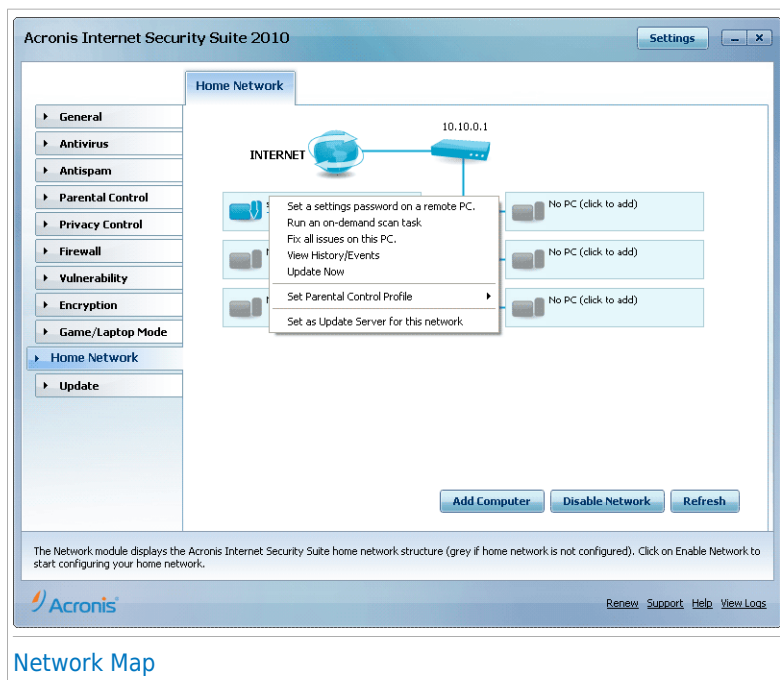 Acronis Internet Security Suite 2010
Settings
Home Network
General
Antivirus
Antispam
Parental Control
Privacy Control
Firewall
Vulnerability
Encryption
Game/Laptop Mode
Home Network
Update
10.10.0.1
INTERNET
Set a settings password on a remote PC.
Run an on-demand scan task
Fix all issues on this PC.
View History/Events
Update Now
Set Parental Control Profile
Set as Update Server for this network
No PC (click to add)
No PC (click to add)
No PC (click to add)
Add Computer
Disable Network
Refresh
The Network module displays the Acronis Internet Security Suite home network structure (grey if home network is not configured). Click on Enable Network to
start configuring your home network.
Acronis
Renew Support Help View Logs
Network Map